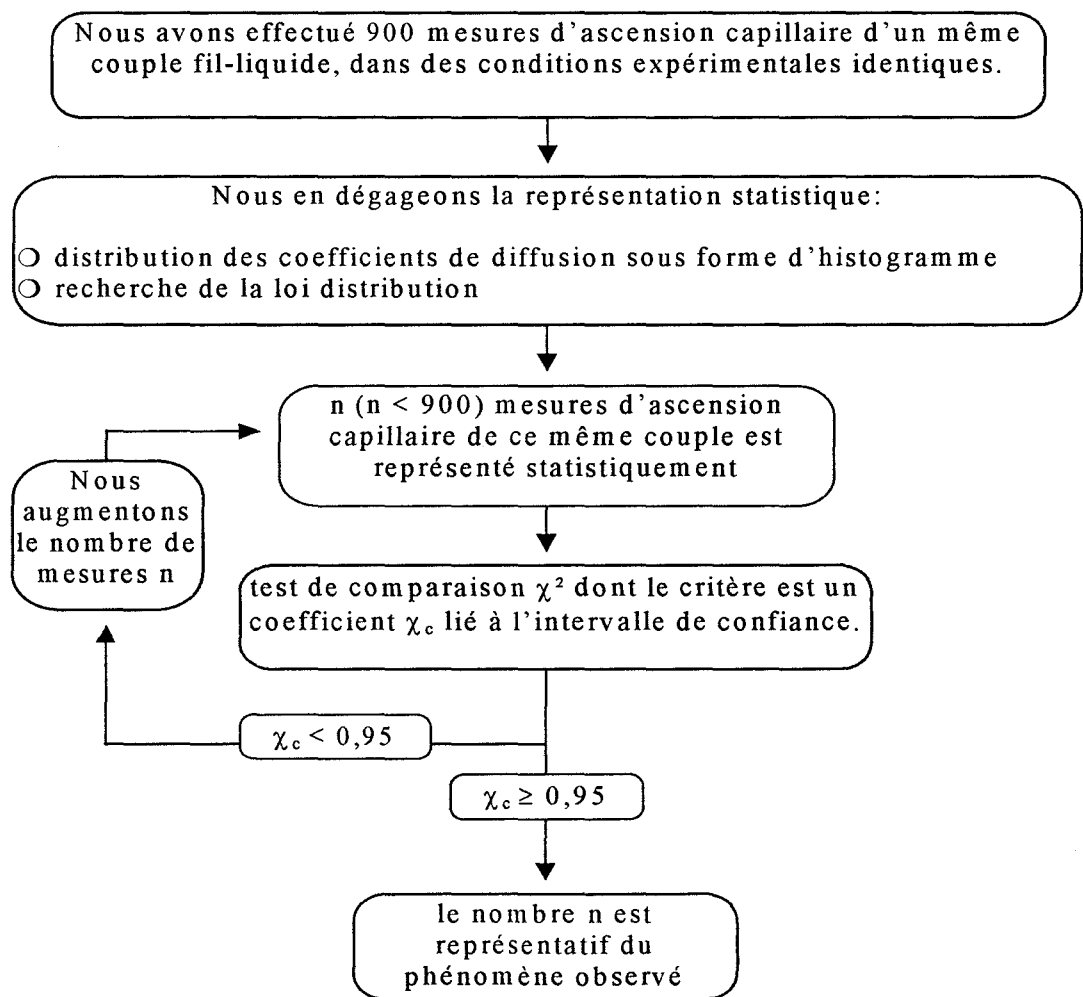 Nous avons effectué 900 mesures d'ascension capillaire d'un même
couple fil-liquide, dans des conditions expérimentales identiques.
Nous en dégageons la représentation statistique:
❍ distribution des coefficients de diffusion sous forme d'histogramme
❍ recherche de la loi distribution
n (n < 900) mesures d'ascension
capillaire de ce même couple est
représenté statistiquement
Nous
augmentons
le nombre de
mesures n
test de comparaison χ² dont le critère est un
coefficient χc lié à l'intervalle de confiance.
χc < 0,95
χc ≥ 0,95
le nombre n est
représentatif du
phénomène observé